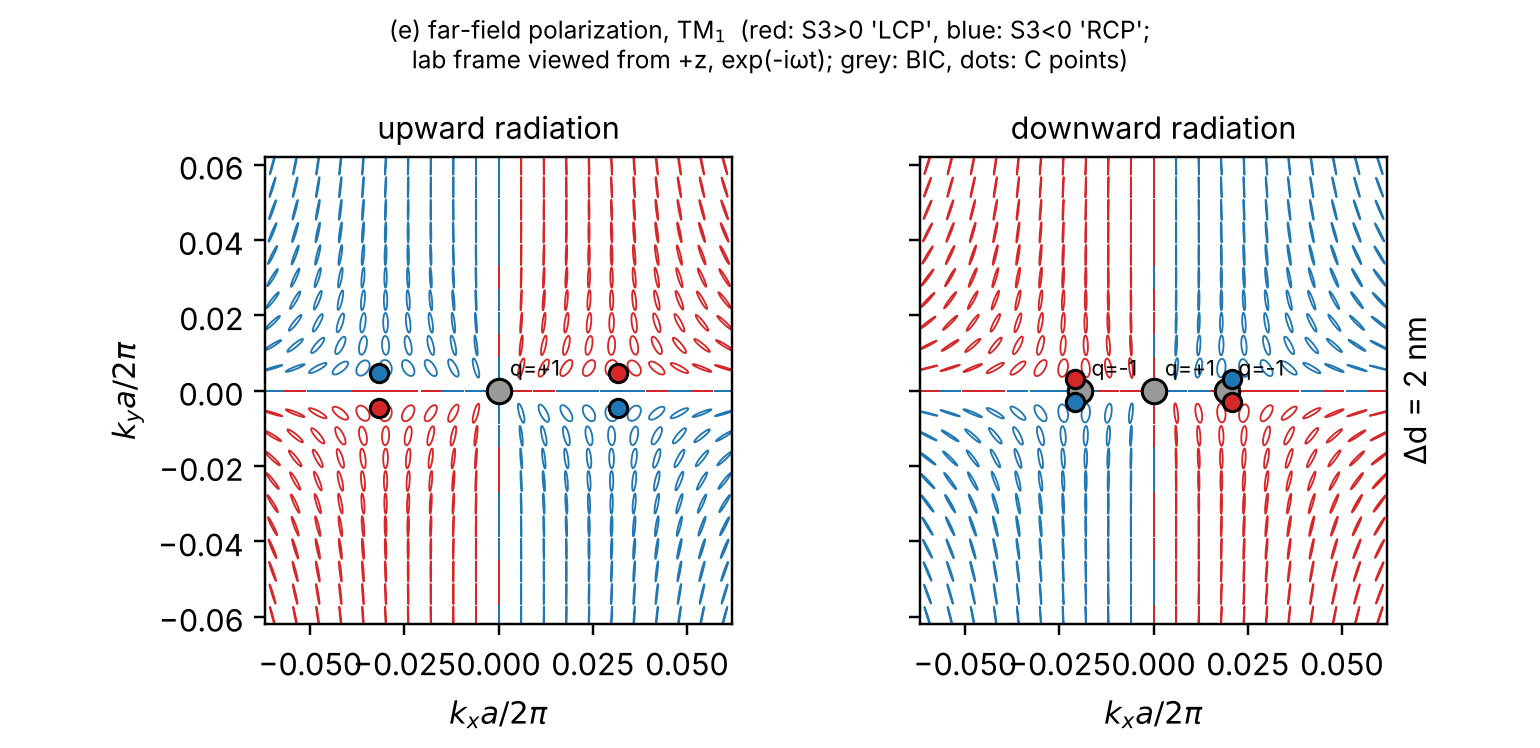 (e) far-field polarization, TM₁ (red: S3>0 'LCP', blue: S3<0 'RCP';
lab frame viewed from +z, exp(-iωt); grey: BIC, dots: C points)
upward radiation
downward radiation
0.06
0.04
0.02
0.00
−0.02
−0.04
−0.06
kᵧa/2π
q=+1
q=-1
q=+1
q=-1
Δd = 2 nm
−0.050
−0.025
0.000
0.025
0.050
−0.050
−0.025
0.000
0.025
0.050
kₓa/2π
kₓa/2π